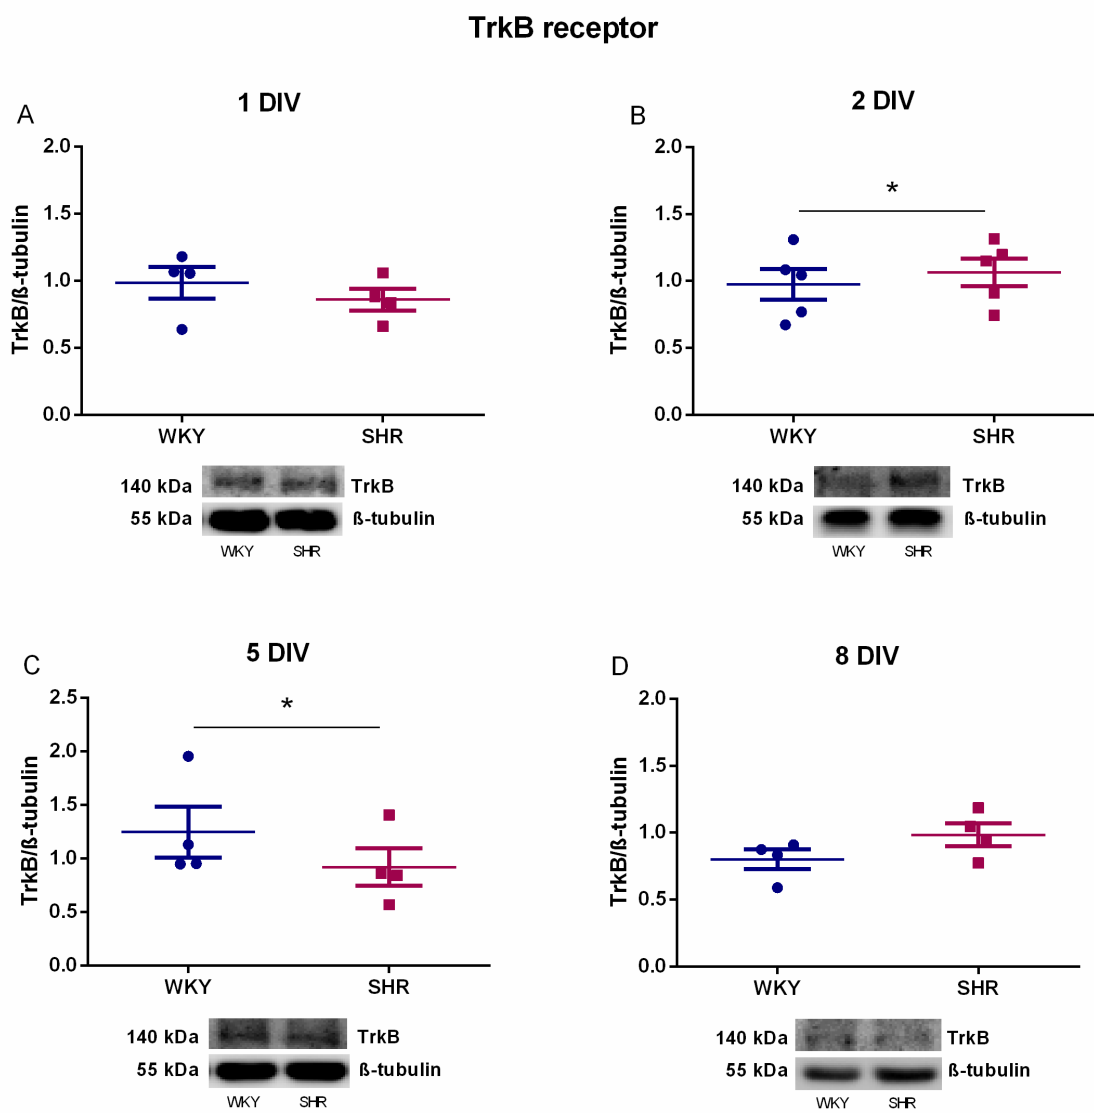 TrkB receptor
A
1 DIV
TrkB/ß-tubulin
2.0
1.5
1.0
0.5
0.0
WKY SHR
140 kDa TrkB
55 kDa ß-tubulin
WKY SHR
B
2 DIV
*
TrkB/ß-tubulin
2.0
1.5
1.0
0.5
0.0
WKY SHR
140 kDa TrkB
55 kDa ß-tubulin
WKY SHR
C
5 DIV
*
TrkB/ß-tubulin
2.5
2.0
1.5
1.0
0.5
0.0
WKY SHR
140 kDa TrkB
55 kDa ß-tubulin
WKY SHR
D
8 DIV
TrkB/ß-tubulin
2.0
1.5
1.0
0.5
0.0
WKY SHR
140 kDa TrkB
55 kDa ß-tubulin
WKY SHR